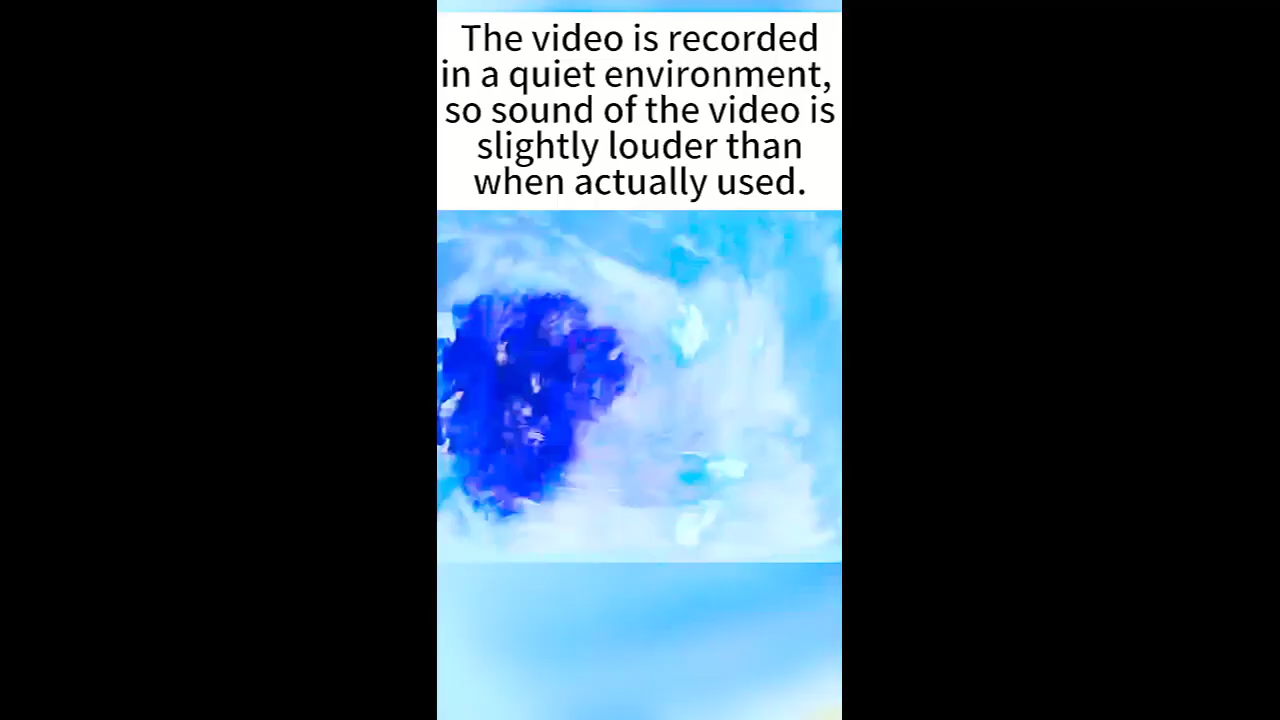 The video is recorded
in a quiet environment,
so sound of the video is
slightly louder than
when actually used.